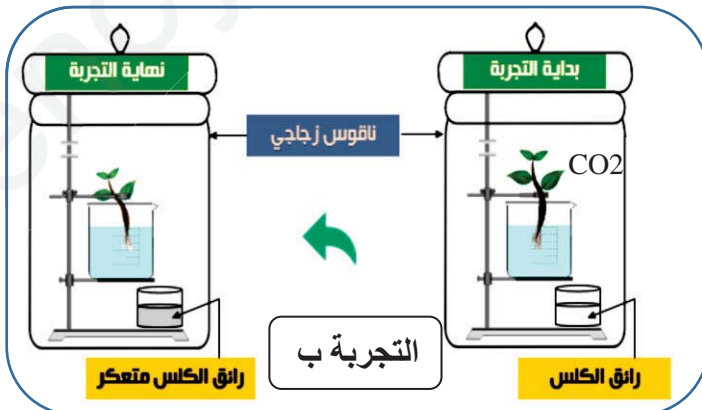 بداية التجربة
نهاية التجربة
ناقوس زجاجي
CO2
التجربة ب
رائق الكلس
رائق الكلس متعكر